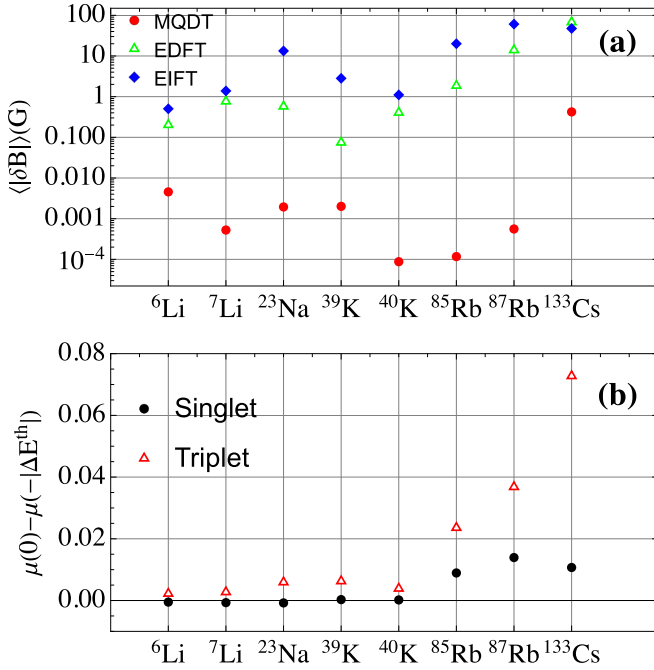 100
MQDT
(a)
EDFT
10
EIFT
1
0.100
0.010
0.001
10⁻⁴
⟨|δB|⟩(G)
⁶Li ⁷Li ²³Na ³⁹K ⁴⁰K ⁸⁵Rb ⁸⁷Rb ¹³³Cs
0.08
(b)
Singlet
0.06
Triplet
0.04
0.02
0.00
μ(0)−μ(−|ΔEᵗʰ|)
⁶Li ⁷Li ²³Na ³⁹K ⁴⁰K ⁸⁵Rb ⁸⁷Rb ¹³³Cs